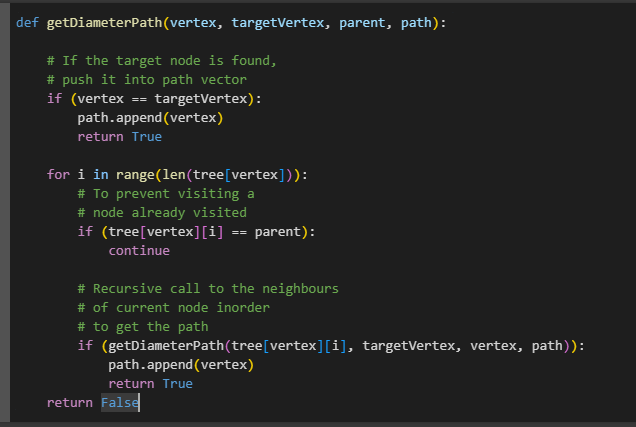 def getDiameterPath(vertex, targetVertex, parent, path):
# If the target node is found,
# push it into path vector
if (vertex == targetVertex):
path.append(vertex)
return True
for i in range(len(tree[vertex])):
# To prevent visiting a
# node already visited
if (tree[vertex][i] == parent):
continue
# Recursive call to the neighbours
# of current node inorder
# to get the path
if (getDiameterPath(tree[vertex][i], targetVertex, vertex, path)):
path.append(vertex)
return True
return False